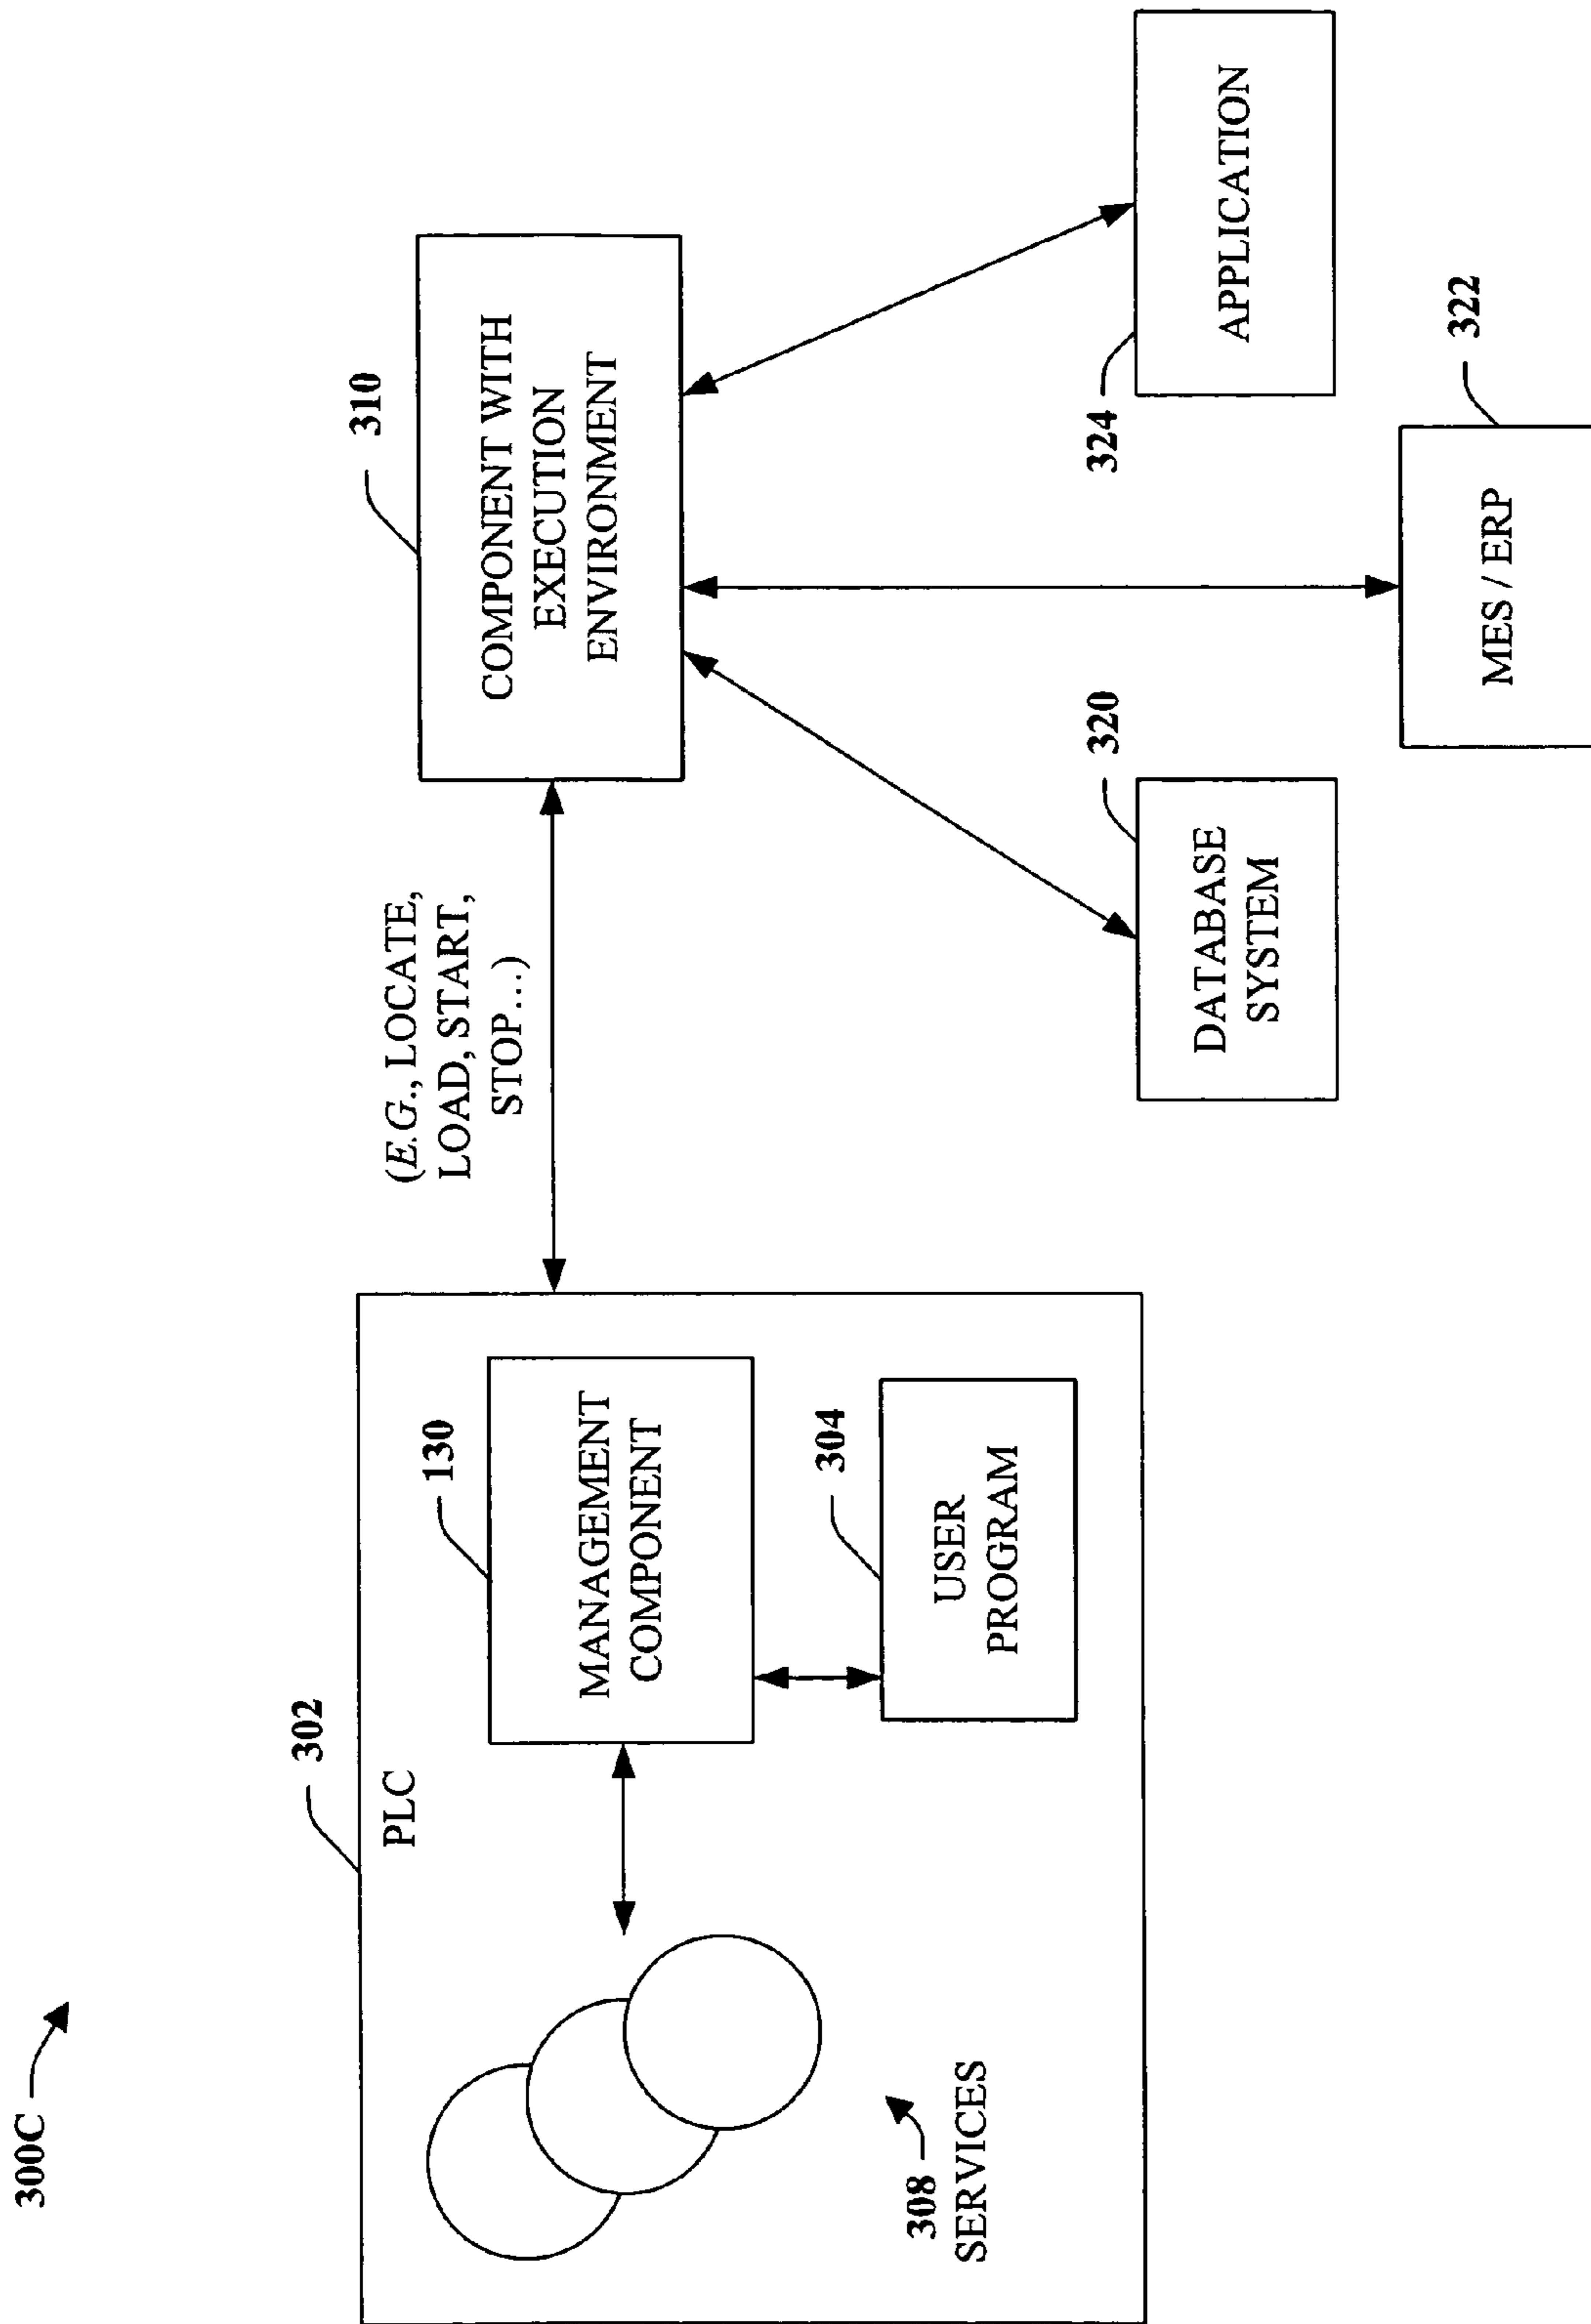 300C
302
PLC
130
MANAGEMENT
COMPONENT
304
USER
PROGRAM
308
SERVICES
(E.G., LOCATE,
LOAD, START,
STOP...)
310
COMPONENT WITH
EXECUTION
ENVIRONMENT
320
DATABASE
SYSTEM
322
MES / ERP
324
APPLICATION